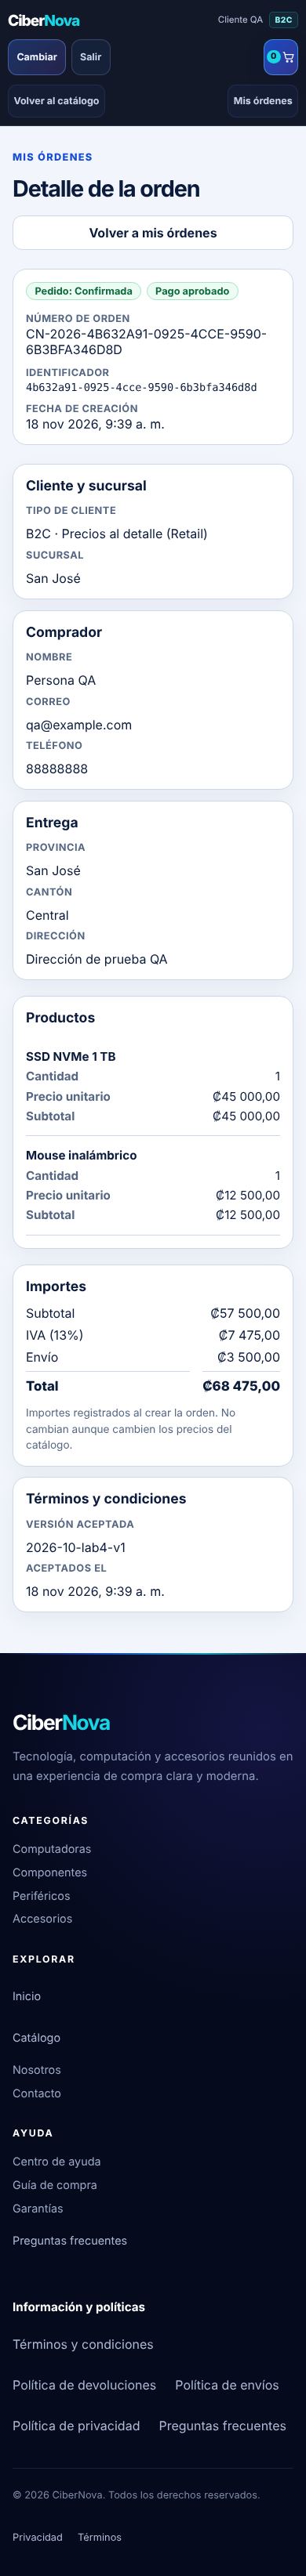 CiberNova
Cliente QA B2C
Cambiar Salir 0
Volver al catálogo Mis órdenes
MIS ÓRDENES
Detalle de la orden
Volver a mis órdenes
Pedido: Confirmada Pago aprobado
NÚMERO DE ORDEN
CN-2026-4B632A91-0925-4CCE-9590-
6B3BFA346D8D
IDENTIFICADOR
4b632a91-0925-4cce-9590-6b3bfa346d8d
FECHA DE CREACIÓN
18 nov 2026, 9:39 a. m.
Cliente y sucursal
TIPO DE CLIENTE
B2C · Precios al detalle (Retail)
SUCURSAL
San José
Comprador
NOMBRE
Persona QA
CORREO
qa@example.com
TELÉFONO
88888888
Entrega
PROVINCIA
San José
CANTÓN
Central
DIRECCIÓN
Dirección de prueba QA
Productos
SSD NVMe 1 TB
Cantidad 1
Precio unitario ₡45 000,00
Subtotal ₡45 000,00
Mouse inalámbrico
Cantidad 1
Precio unitario ₡12 500,00
Subtotal ₡12 500,00
Importes
Subtotal ₡57 500,00
IVA (13%) ₡7 475,00
Envío ₡3 500,00
Total ₡68 475,00
Importes registrados al crear la orden. No
cambian aunque cambien los precios del
catálogo.
Términos y condiciones
VERSIÓN ACEPTADA
2026-10-lab4-v1
ACEPTADOS EL
18 nov 2026, 9:39 a. m.
CiberNova
Tecnología, computación y accesorios reunidos en
una experiencia de compra clara y moderna.
CATEGORÍAS
Computadoras
Componentes
Periféricos
Accesorios
EXPLORAR
Inicio
Catálogo
Nosotros
Contacto
AYUDA
Centro de ayuda
Guía de compra
Garantías
Preguntas frecuentes
Información y políticas
Términos y condiciones
Política de devoluciones Política de envíos
Política de privacidad Preguntas frecuentes
© 2026 CiberNova. Todos los derechos reservados.
Privacidad Términos